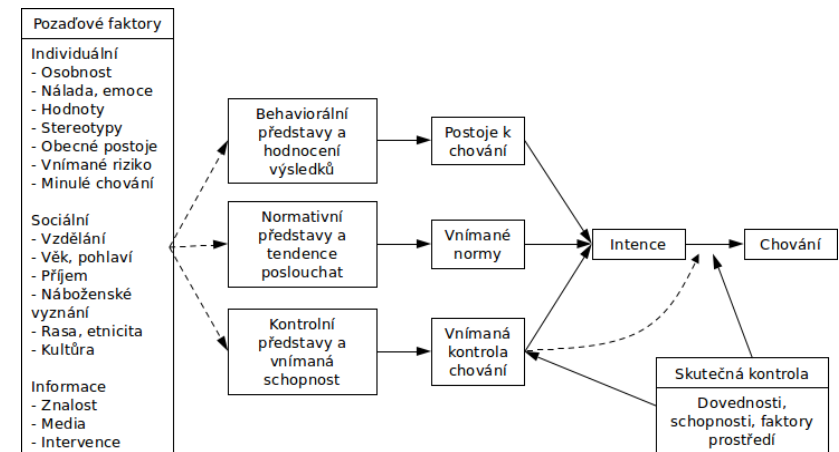 Pozaďové faktory
Individuální
- Osobnost
- Nálada, emoce
- Hodnoty
- Stereotypy
- Obecné postoje
- Vnímané riziko
- Minulé chování
Sociální
- Vzdělání
- Věk, pohlaví
- Příjem
- Náboženské
vyznání
- Rasa, etnicita
- Kultůra
Informace
- Znalost
- Media
- Intervence
Behaviorální
představy a
hodnocení
výsledků
Normativní
představy a
tendence
poslouchat
Kontrolní
představy a
vnímaná
schopnost
Postoje k
chování
Vnímané
normy
Vnímaná
kontrola
chování
Intence
Chování
Skutečná kontrola
Dovednosti,
schopnosti, faktory
prostředí